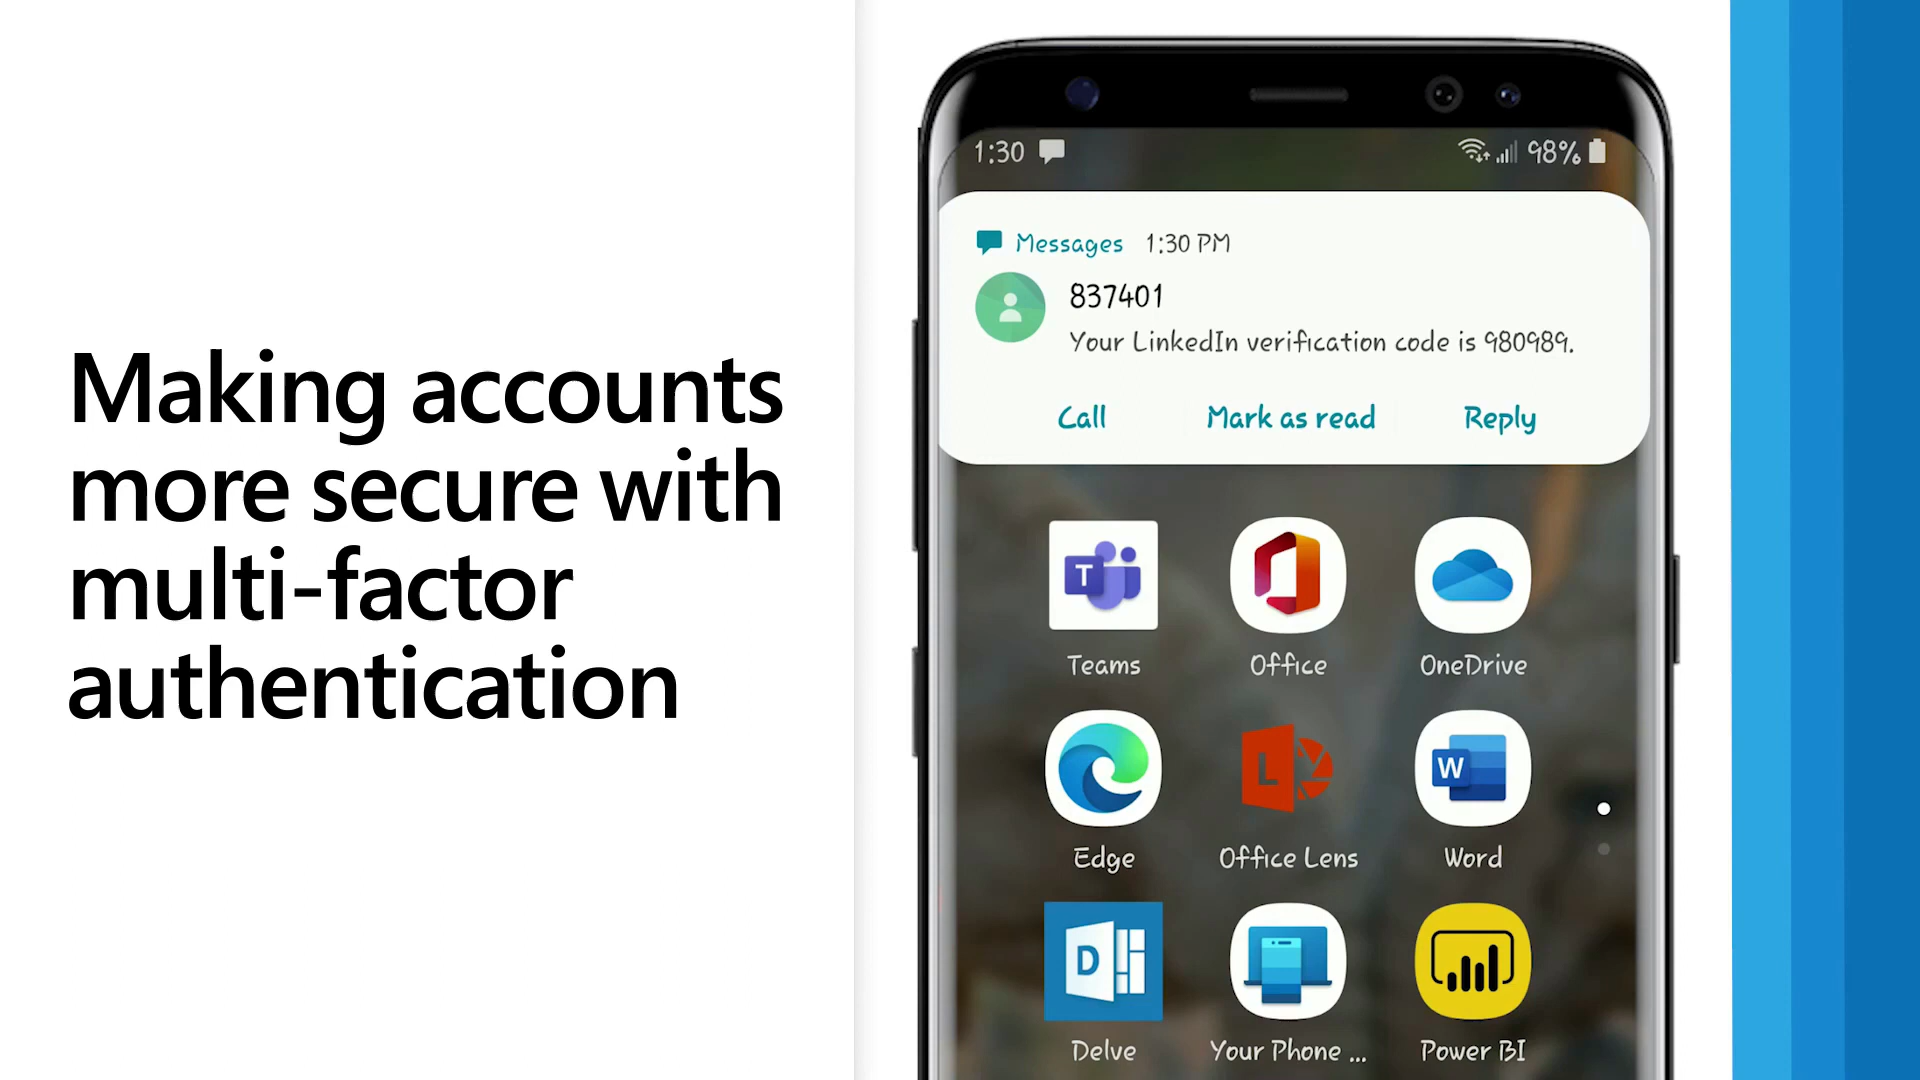 Making accounts
more secure with
multi-factor
authentication
1:30
98%
Messages 1:30 PM
837401
Your LinkedIn verification code is 980989.
Call Mark as read Reply
T
Teams Office OneDrive
L W
Edge Office Lens Word
D
Delve Your Phone ... Power BI